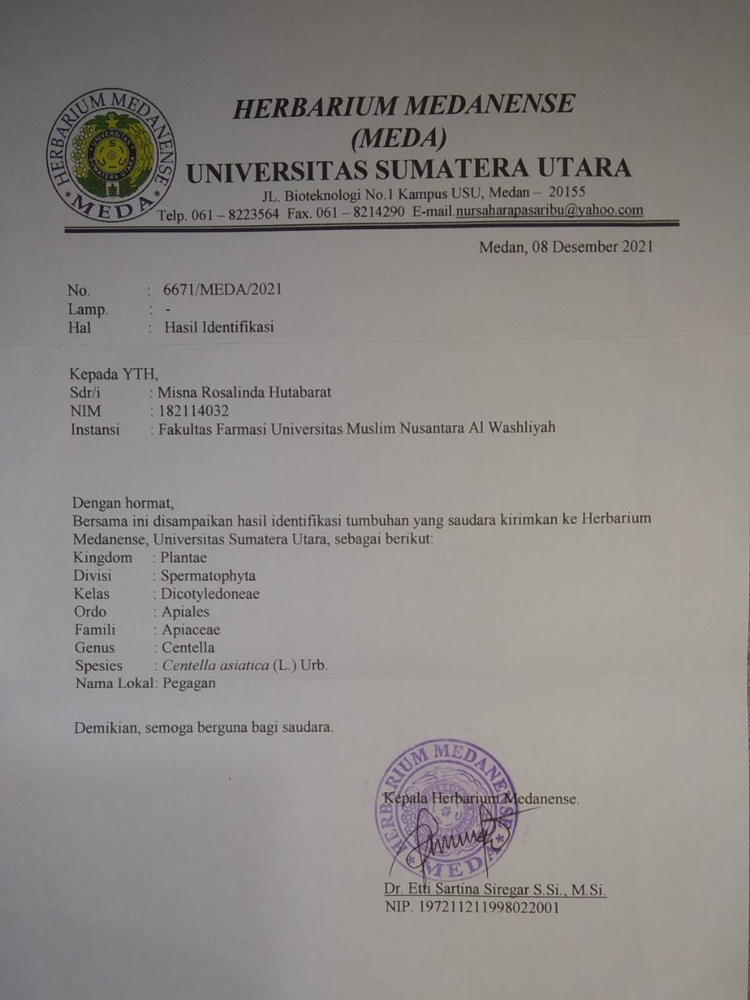 HERBARIUM MEDANENSE
* MEDA *
UNIVERSITAS
SUMATERA UTARA
HERBARIUM MEDANENSE
(MEDA)
UNIVERSITAS SUMATERA UTARA
JL. Bioteknologi No.1 Kampus USU, Medan – 20155
Telp. 061 – 8223564 Fax. 061 – 8214290 E-mail.nursaharapasaribu@yahoo.com
Medan, 08 Desember 2021
No. : 6671/MEDA/2021
Lamp. : -
Hal : Hasil Identifikasi
Kepada YTH,
Sdr/i : Misna Rosalinda Hutabarat
NIM : 182114032
Instansi : Fakultas Farmasi Universitas Muslim Nusantara Al Washliyah
Dengan hormat,
Bersama ini disampaikan hasil identifikasi tumbuhan yang saudara kirimkan ke Herbarium
Medanense, Universitas Sumatera Utara, sebagai berikut:
Kingdom : Plantae
Divisi : Spermatophyta
Kelas : Dicotyledoneae
Ordo : Apiales
Famili : Apiaceae
Genus : Centella
Spesies : Centella asiatica (L.) Urb.
Nama Lokal: Pegagan
Demikian, semoga berguna bagi saudara.
HERBARIUM MEDANENSE
* MEDA *
Kepala Herbarium Medanense.
Dr. Etti Sartina Siregar S.Si., M.Si.
NIP. 197211211998022001